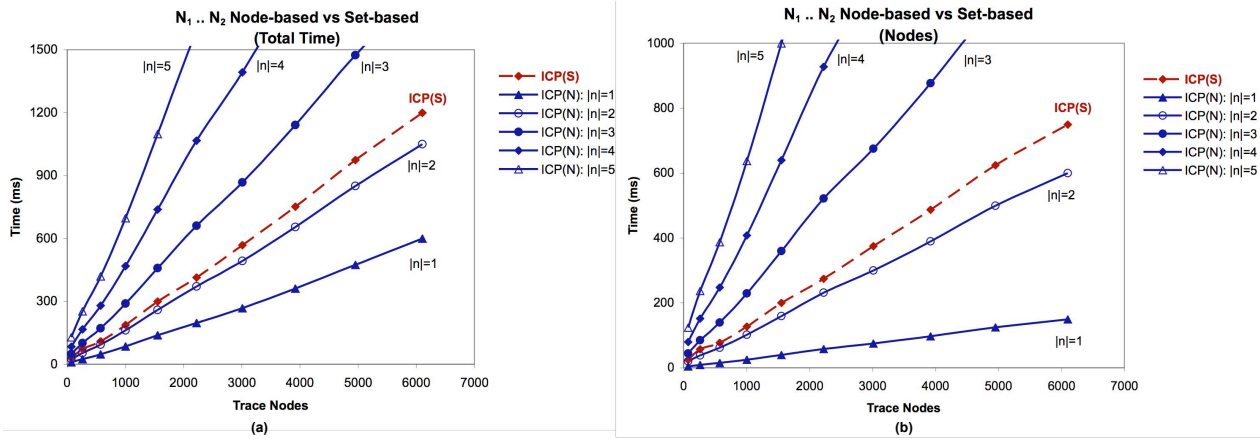 N₁ .. N₂ Node-based vs Set-based
(Total Time)
1500
1200
900
600
300
0
Time (ms)
0 1000 2000 3000 4000 5000 6000 7000
Trace Nodes
(a)
|n|=5
|n|=4
|n|=3
ICP(S)
|n|=2
|n|=1
ICP(S)
ICP(N): |n|=1
ICP(N): |n|=2
ICP(N): |n|=3
ICP(N): |n|=4
ICP(N): |n|=5
N₁ .. N₂ Node-based vs Set-based
(Nodes)
1000
800
600
400
200
0
Time (ms)
0 1000 2000 3000 4000 5000 6000 7000
Trace Nodes
(b)
|n|=5
|n|=4
|n|=3
ICP(S)
|n|=2
|n|=1
ICP(S)
ICP(N): |n|=1
ICP(N): |n|=2
ICP(N): |n|=3
ICP(N): |n|=4
ICP(N): |n|=5